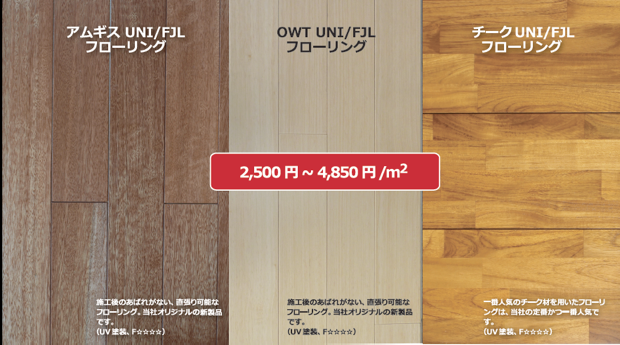 アムギス UNI/FJL
フローリング
OWT UNI/FJL
フローリング
チーク UNI/FJL
フローリング
2,500 円 ~ 4,850 円 /m2
施工後のあばれがない、直張り可能な
フローリング。当社オリジナルの新製品
です。
（UV 塗装、F☆☆☆☆）
施工後のあばれがない、直張り可能な
フローリング。当社オリジナルの新製品
です。
（UV 塗装、F☆☆☆☆）
一番人気のチーク材を用いたフローリ
ングは、当社の定番かつ一番人気で
す。
（UV 塗装、F☆☆☆☆）